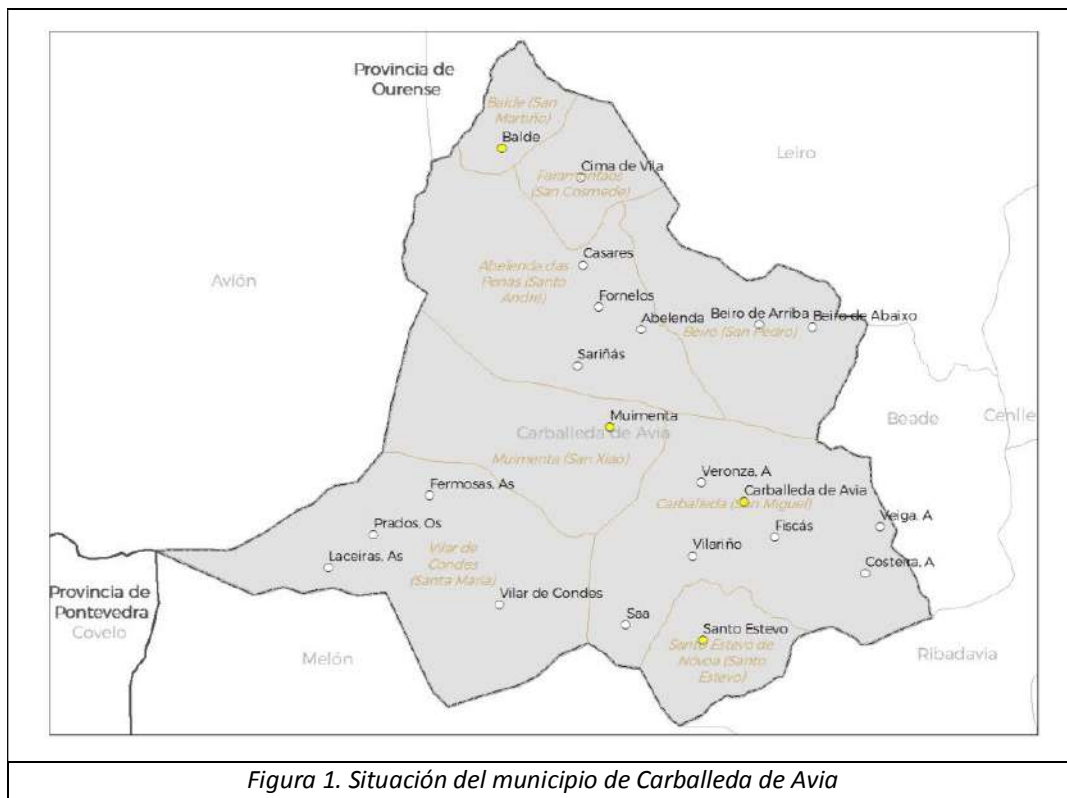 Provincia de
Ourense
Balde (San
Martiño)
Balde
Leiro
Cima de Vila
Faramontaos
(San Cosmede)
Avión
Casares
Abelenda das
Penas (Santo
André)
Fornelos
Abelenda
Beiro de Arriba
Beiro de Abaixo
Beiro (San Pedro)
Sariñás
Muimenta
Carballeda de Avia
Beade
Cenlle
Muimenta (San Xiao)
Veronza, A
Fermosas, As
Carballeda de Avia
Carballeda (San Miguel)
Veiga, A
Prados, Os
Fiscás
Vilariño
Laceiras, As
Vilar de
Condes
(Santa María)
Costeira, A
Provincia de
Pontevedra
Covelo
Vilar de Condes
Saa
Santo Estevo
Santo Estevo de
Nóvoa (Santo
Estevo)
Melón
Ribadavia
Figura 1. Situación del municipio de Carballeda de Avia